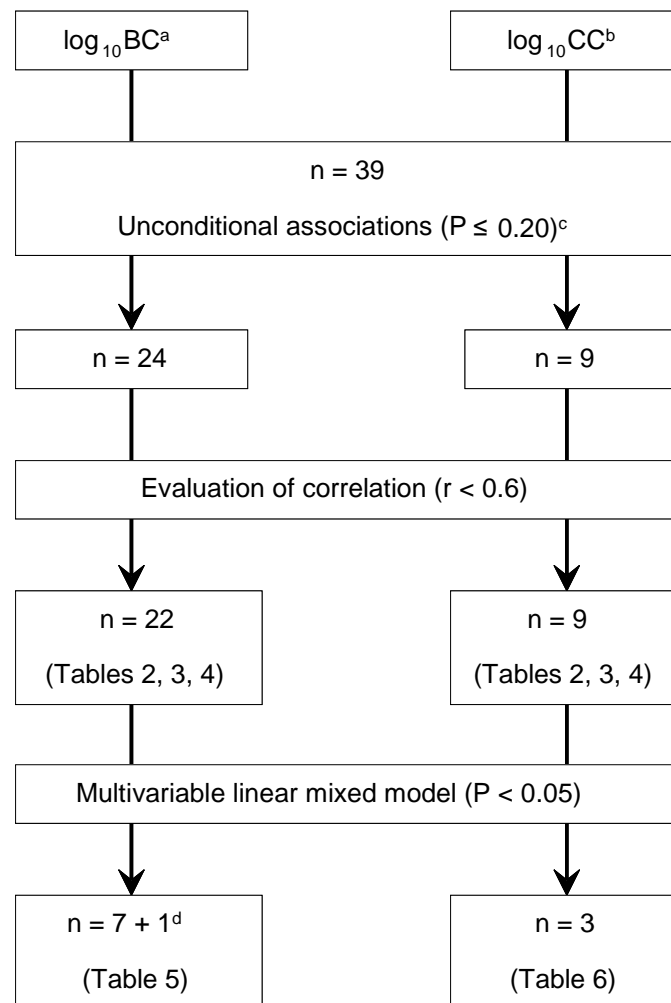 log₁₀BCᵃ
log₁₀CCᵇ
n = 39
Unconditional associations (P ≤ 0.20)ᶜ
n = 24
n = 9
Evaluation of correlation (r < 0.6)
n = 22
(Tables 2, 3, 4)
n = 9
(Tables 2, 3, 4)
Multivariable linear mixed model (P < 0.05)
n = 7 + 1ᵈ
(Table 5)
n = 3
(Table 6)